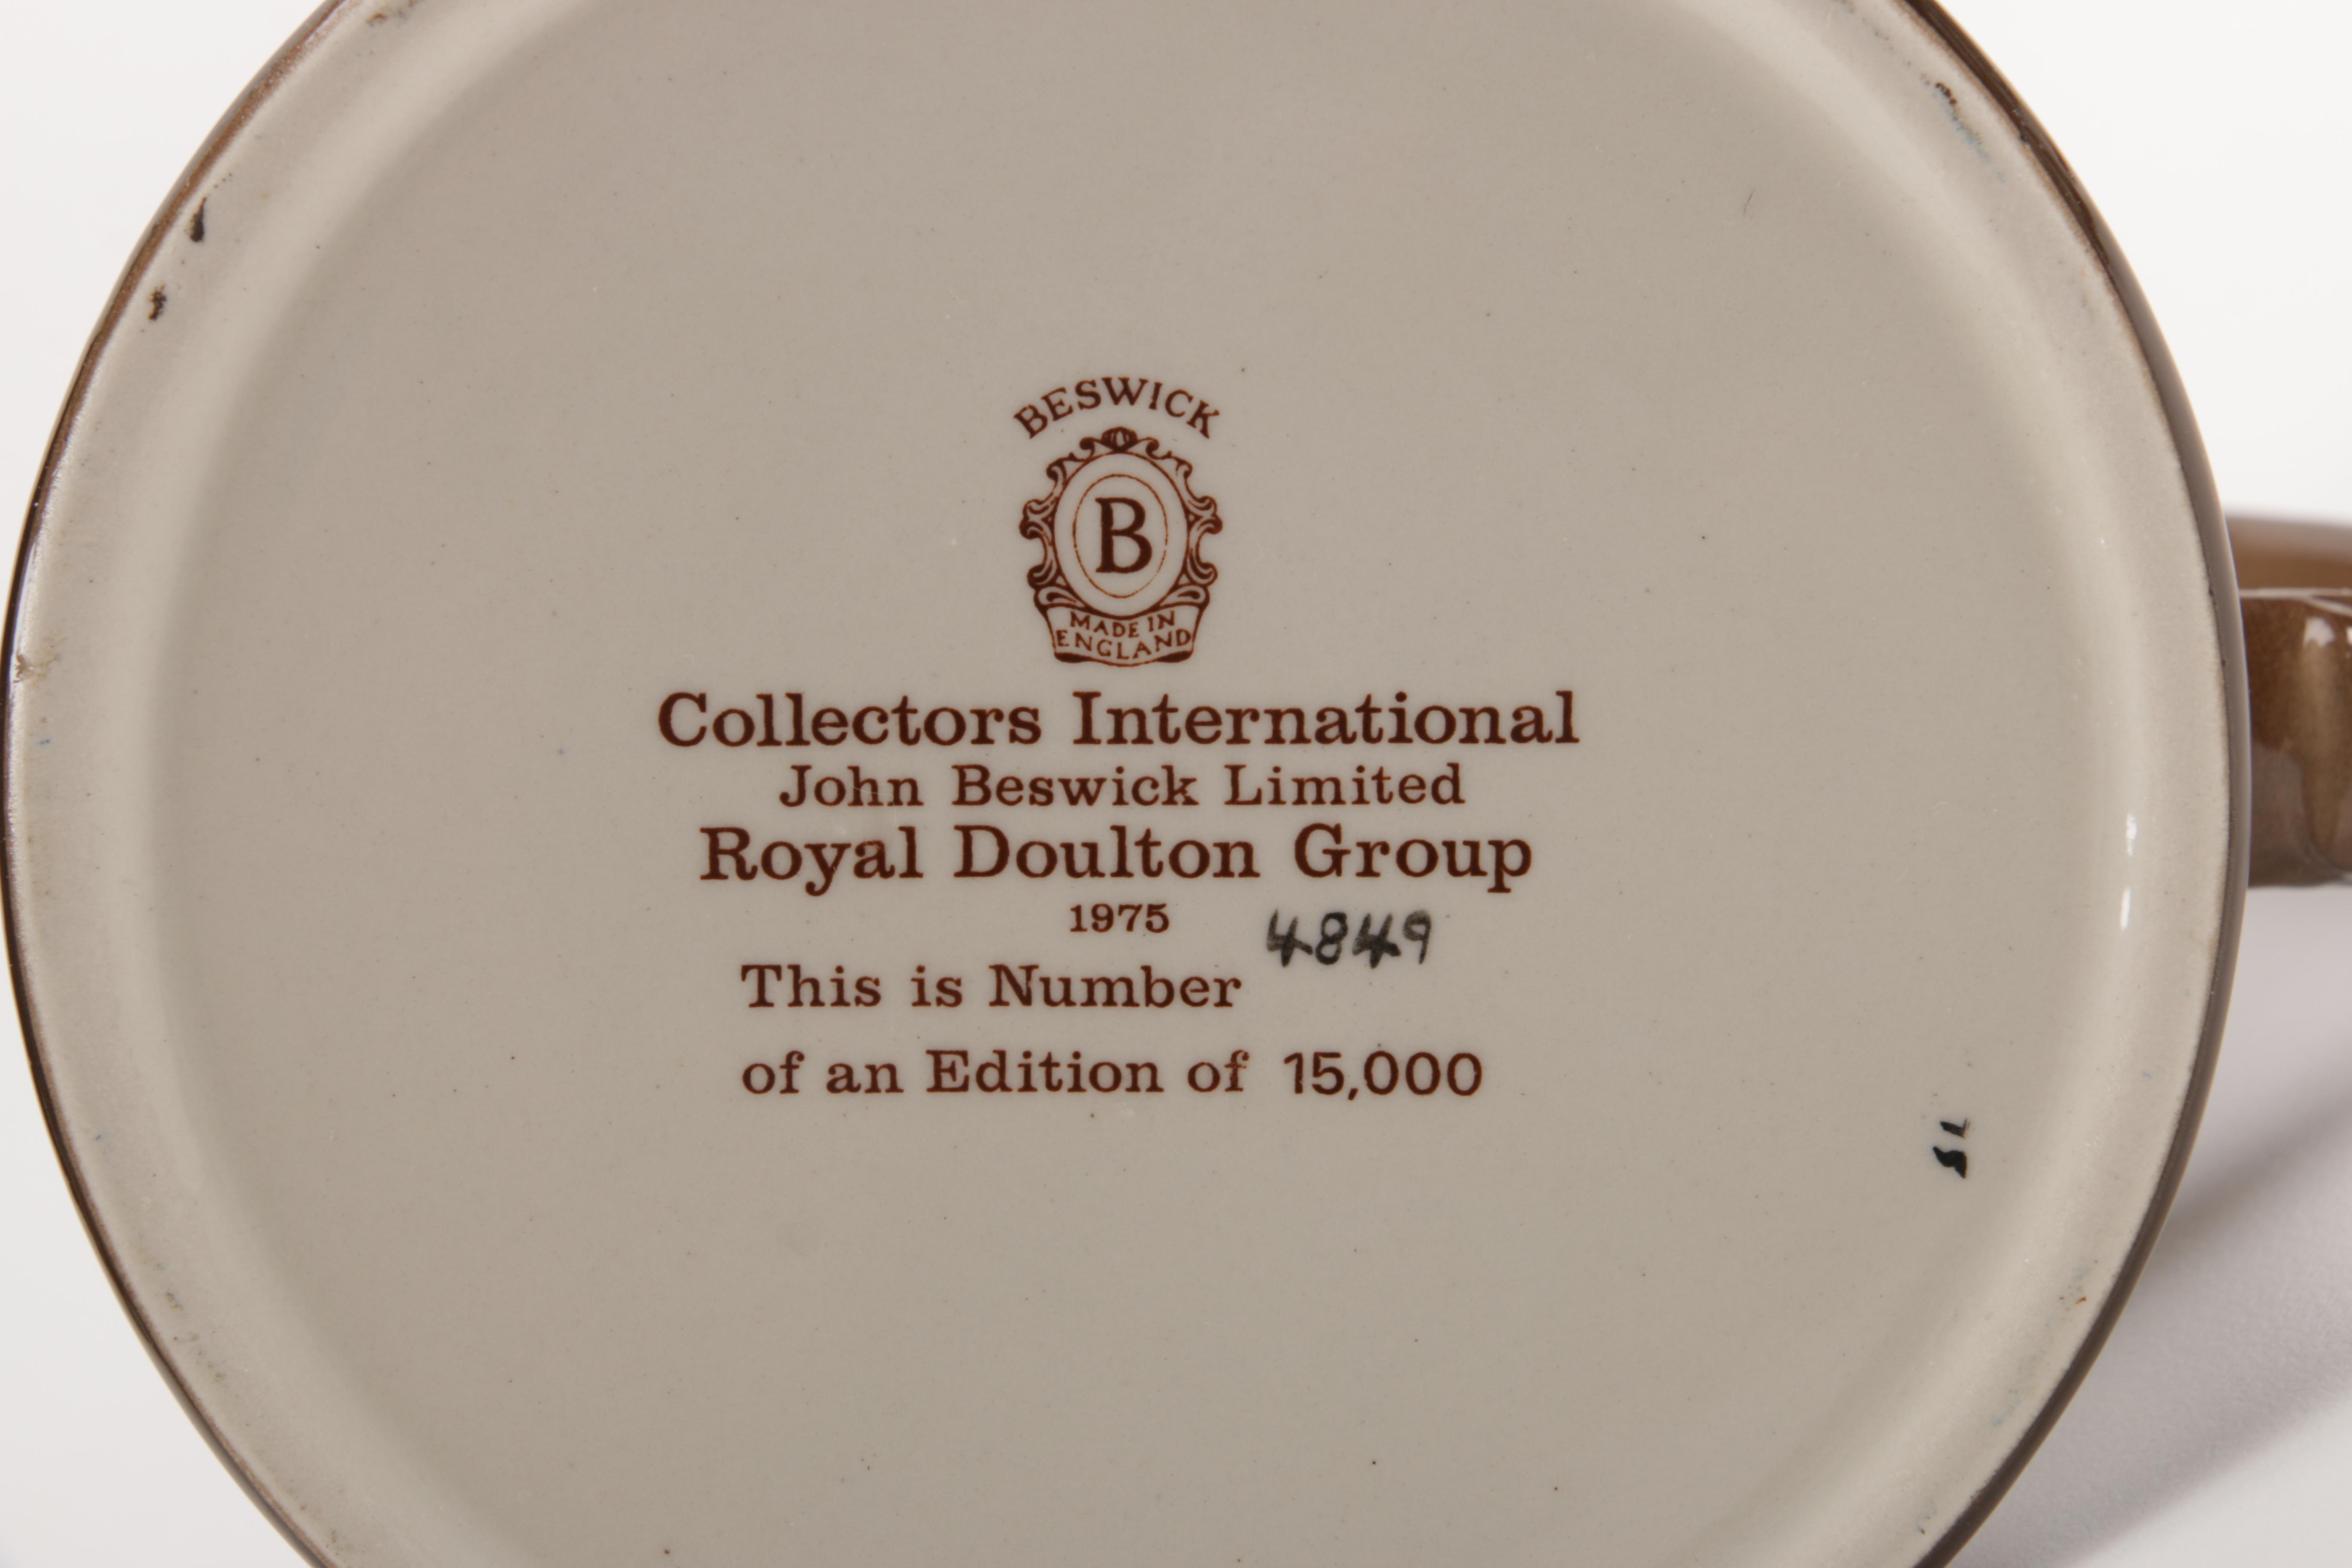 BESWICK
B
MADE IN
ENGLAND
Collectors International
John Beswick Limited
Royal Doulton Group
1975
This is Number 4849
of an Edition of 15,000
SL